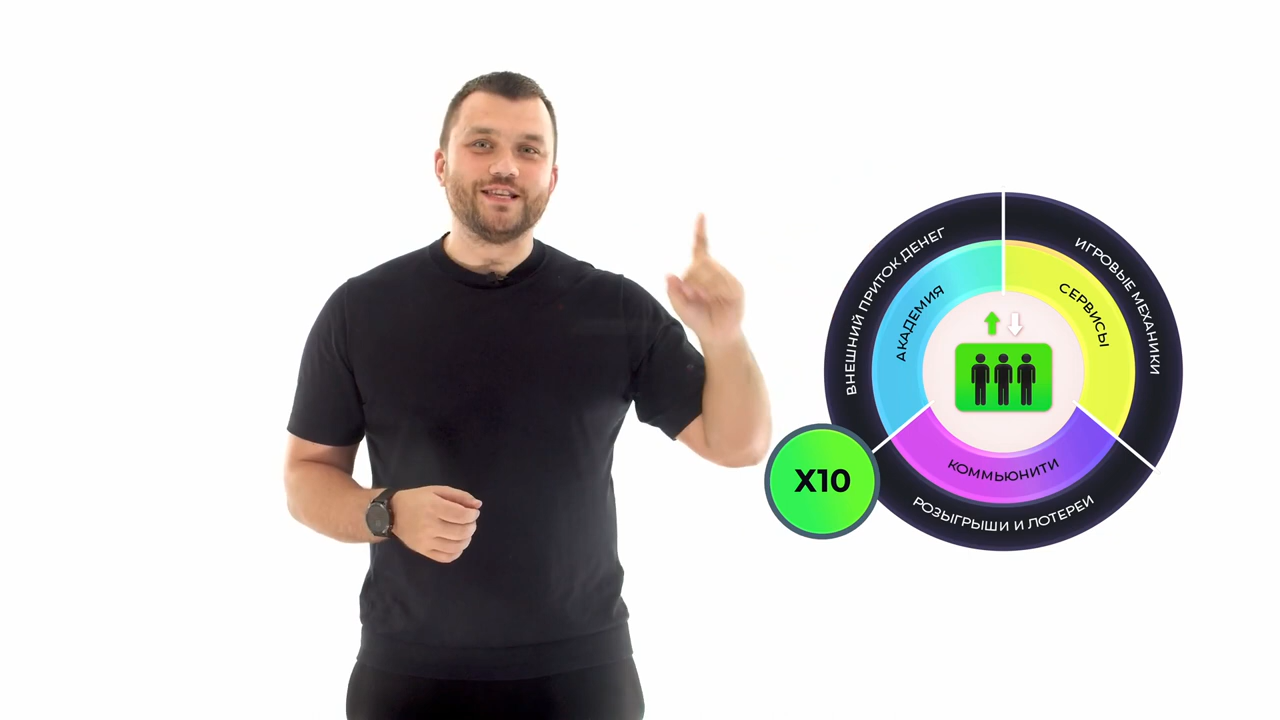 ВНЕШНИЙ ПРИТОК ДЕНЕГ
ИГРОВЫЕ МЕХАНИКИ
АКАДЕМИЯ
СЕРВИСЫ
КОММЬЮНИТИ
РОЗЫГРЫШИ И ЛОТЕРЕИ
X10